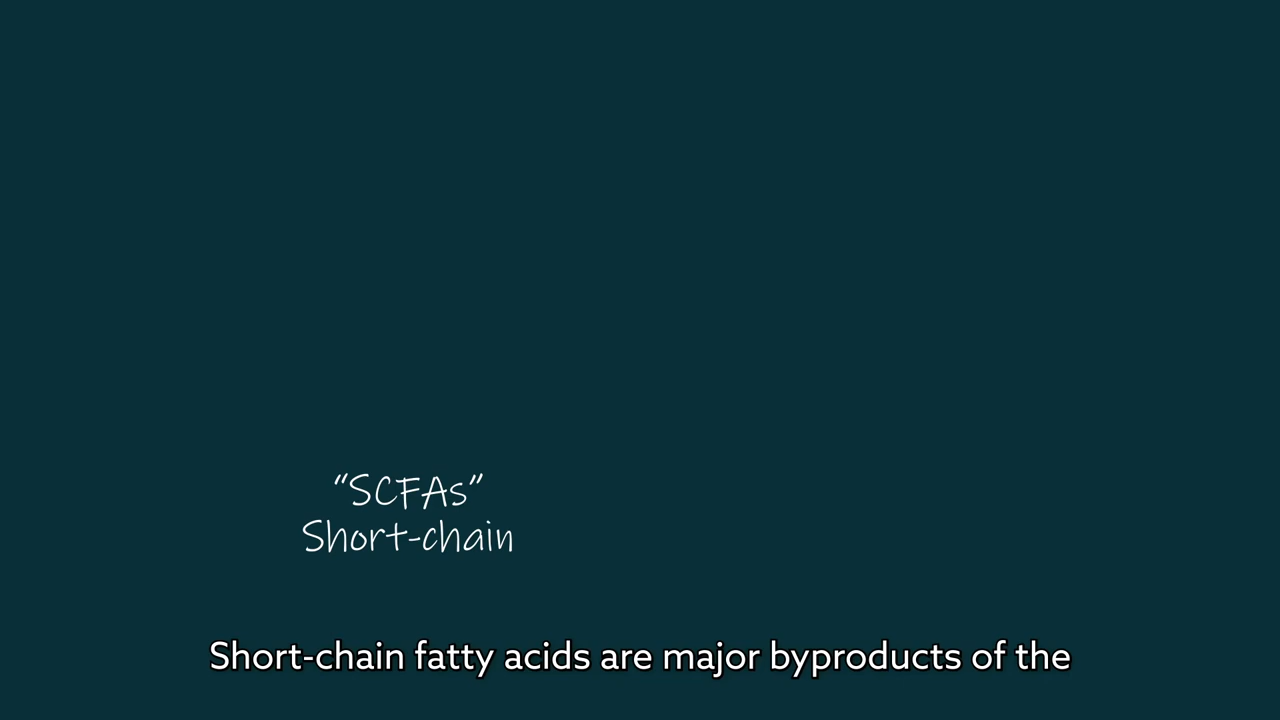 “SCFAs”
Short-chain
Short-chain fatty acids are major byproducts of the